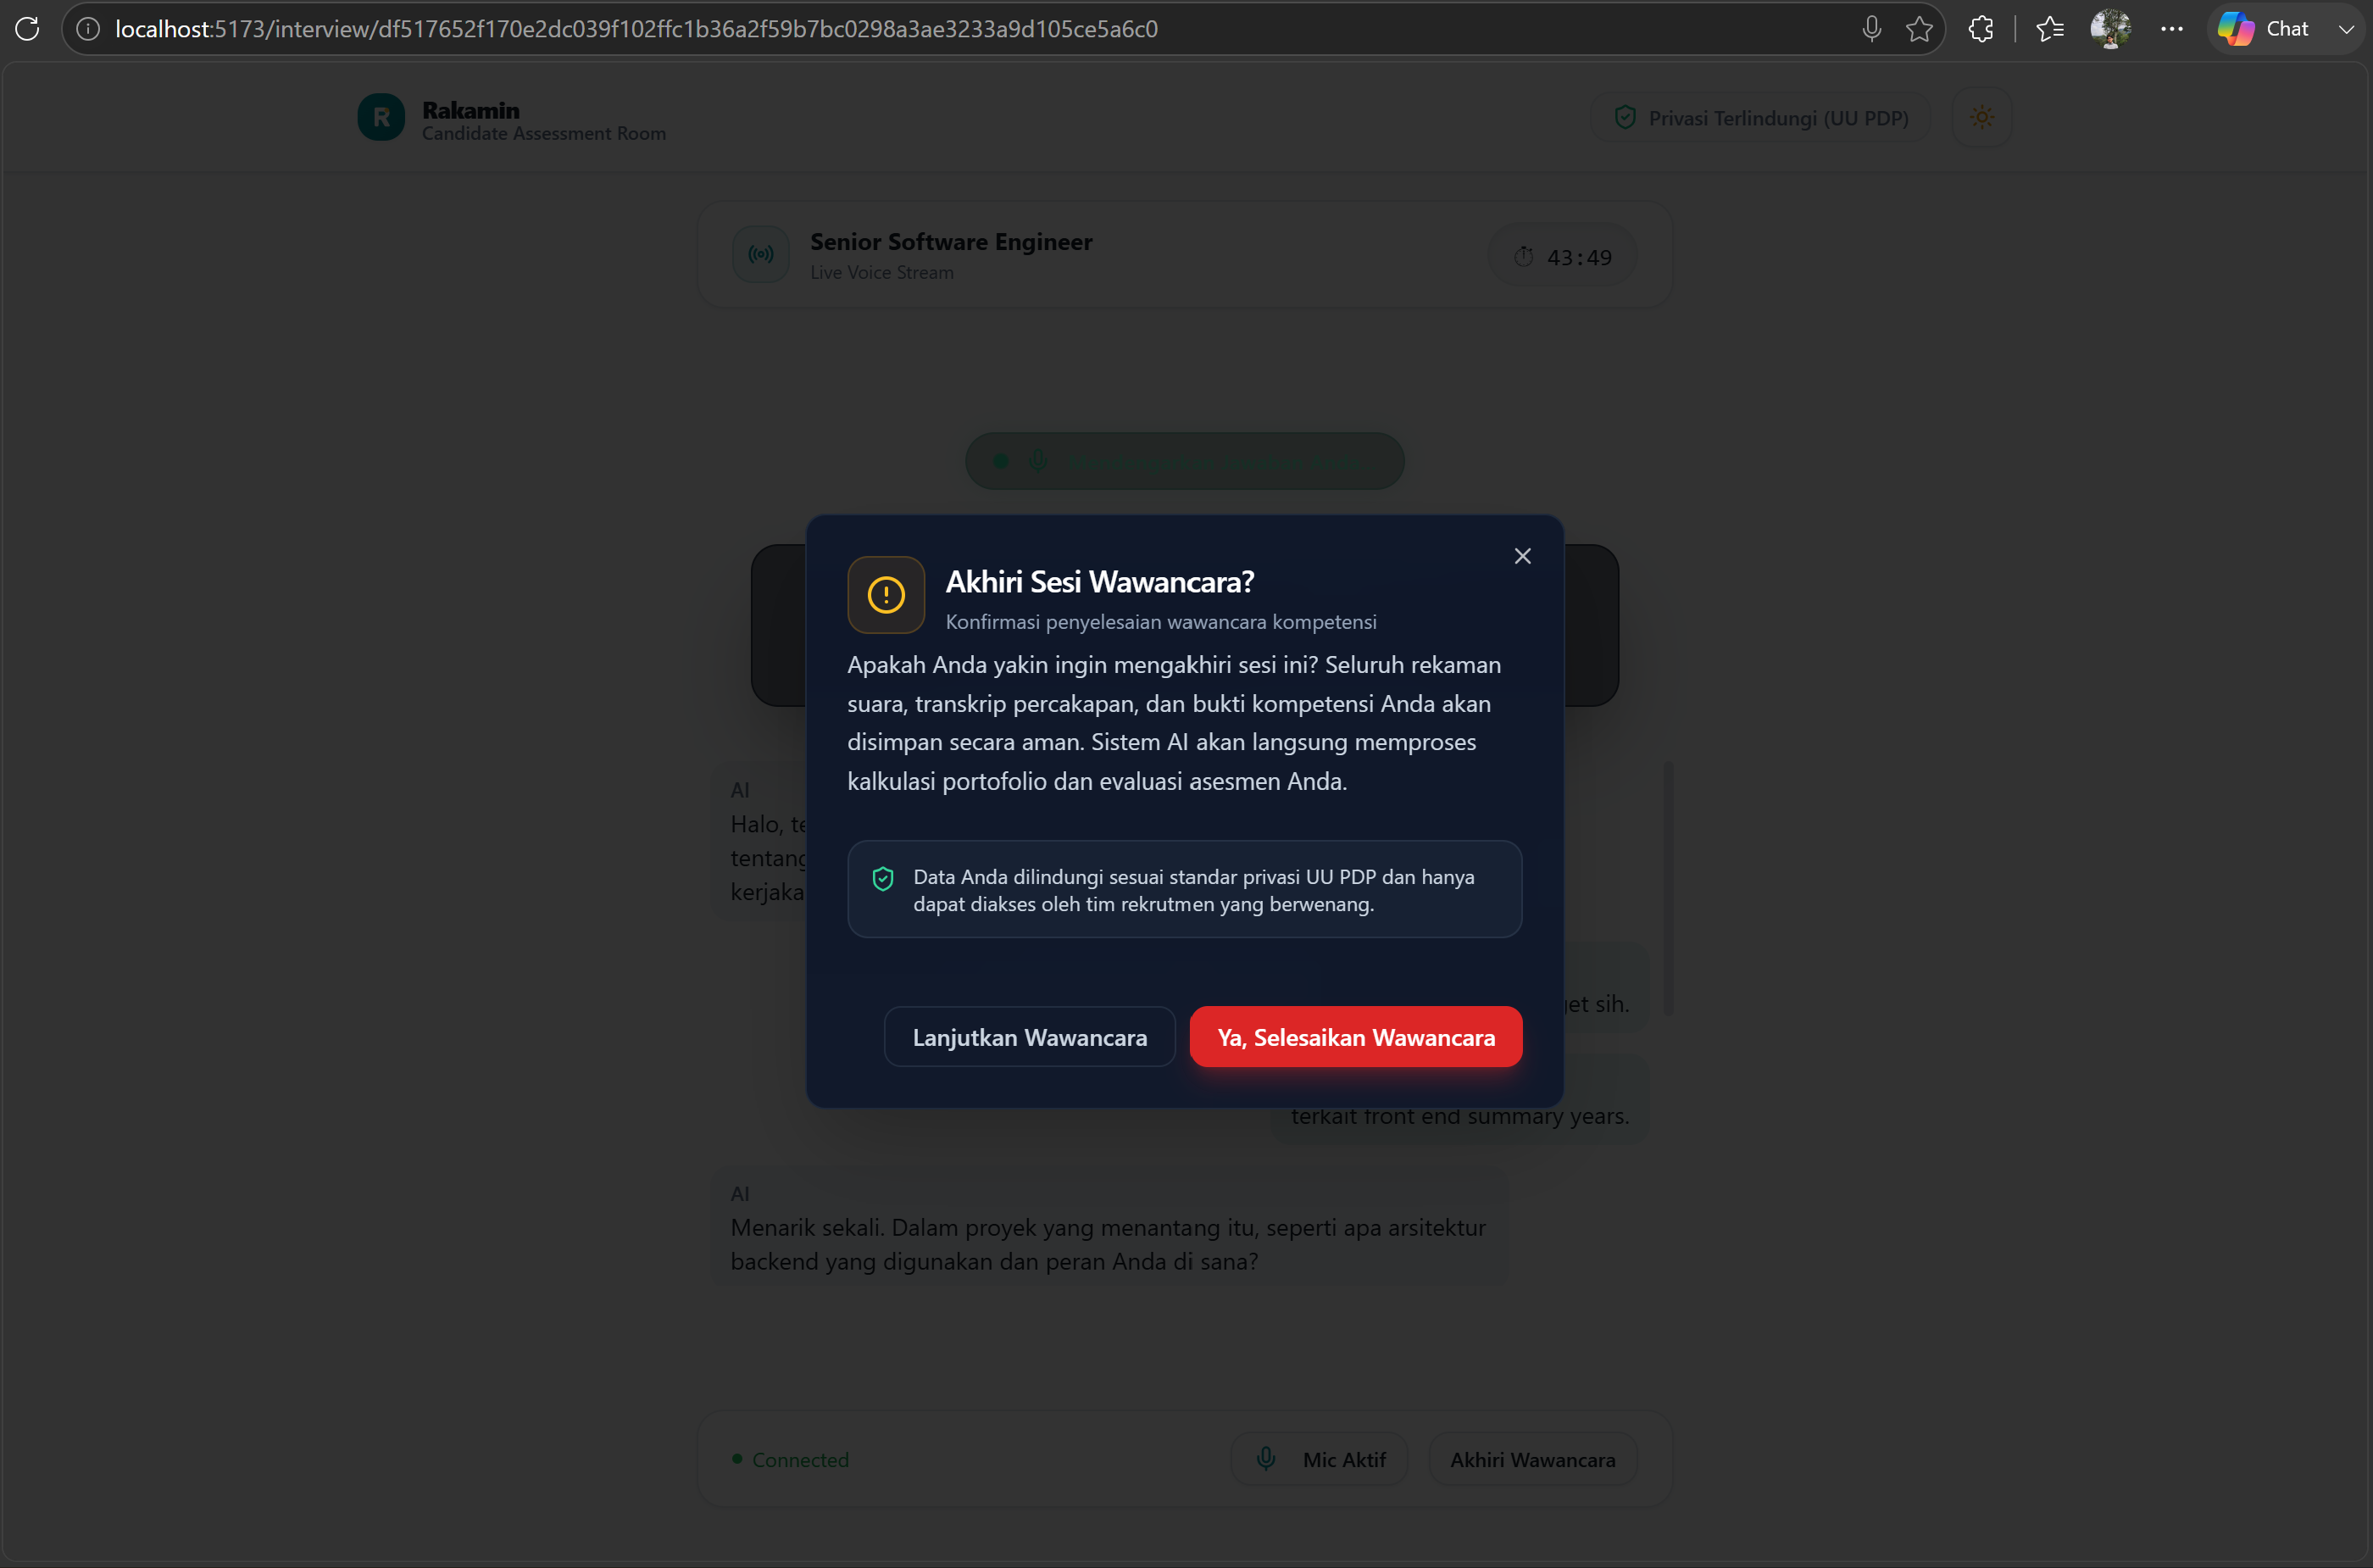 localhost:5173/interview/df517652f170e2dc039f102ffc1b36a2f59b7bc0298a3ae3233a9d105ce5a6c0
Chat
R
Rakamin
Candidate Assessment Room
Privasi Terlindungi (UU PDP)
Senior Software Engineer
Live Voice Stream
43:49
Akhiri Sesi Wawancara?
Konfirmasi penyelesaian wawancara kompetensi
Apakah Anda yakin ingin mengakhiri sesi ini? Seluruh rekaman
suara, transkrip percakapan, dan bukti kompetensi Anda akan
disimpan secara aman. Sistem AI akan langsung memproses
kalkulasi portofolio dan evaluasi asesmen Anda.
Data Anda dilindungi sesuai standar privasi UU PDP dan hanya
dapat diakses oleh tim rekrutmen yang berwenang.
Lanjutkan Wawancara
Ya, Selesaikan Wawancara
AI
Halo,
tentang
kerjaka
sih.
terkait front end summary years.
AI
Menarik sekali. Dalam proyek yang menantang itu, seperti apa arsitektur
backend yang digunakan dan peran Anda di sana?
Connected
Mic Aktif
Akhiri Wawancara